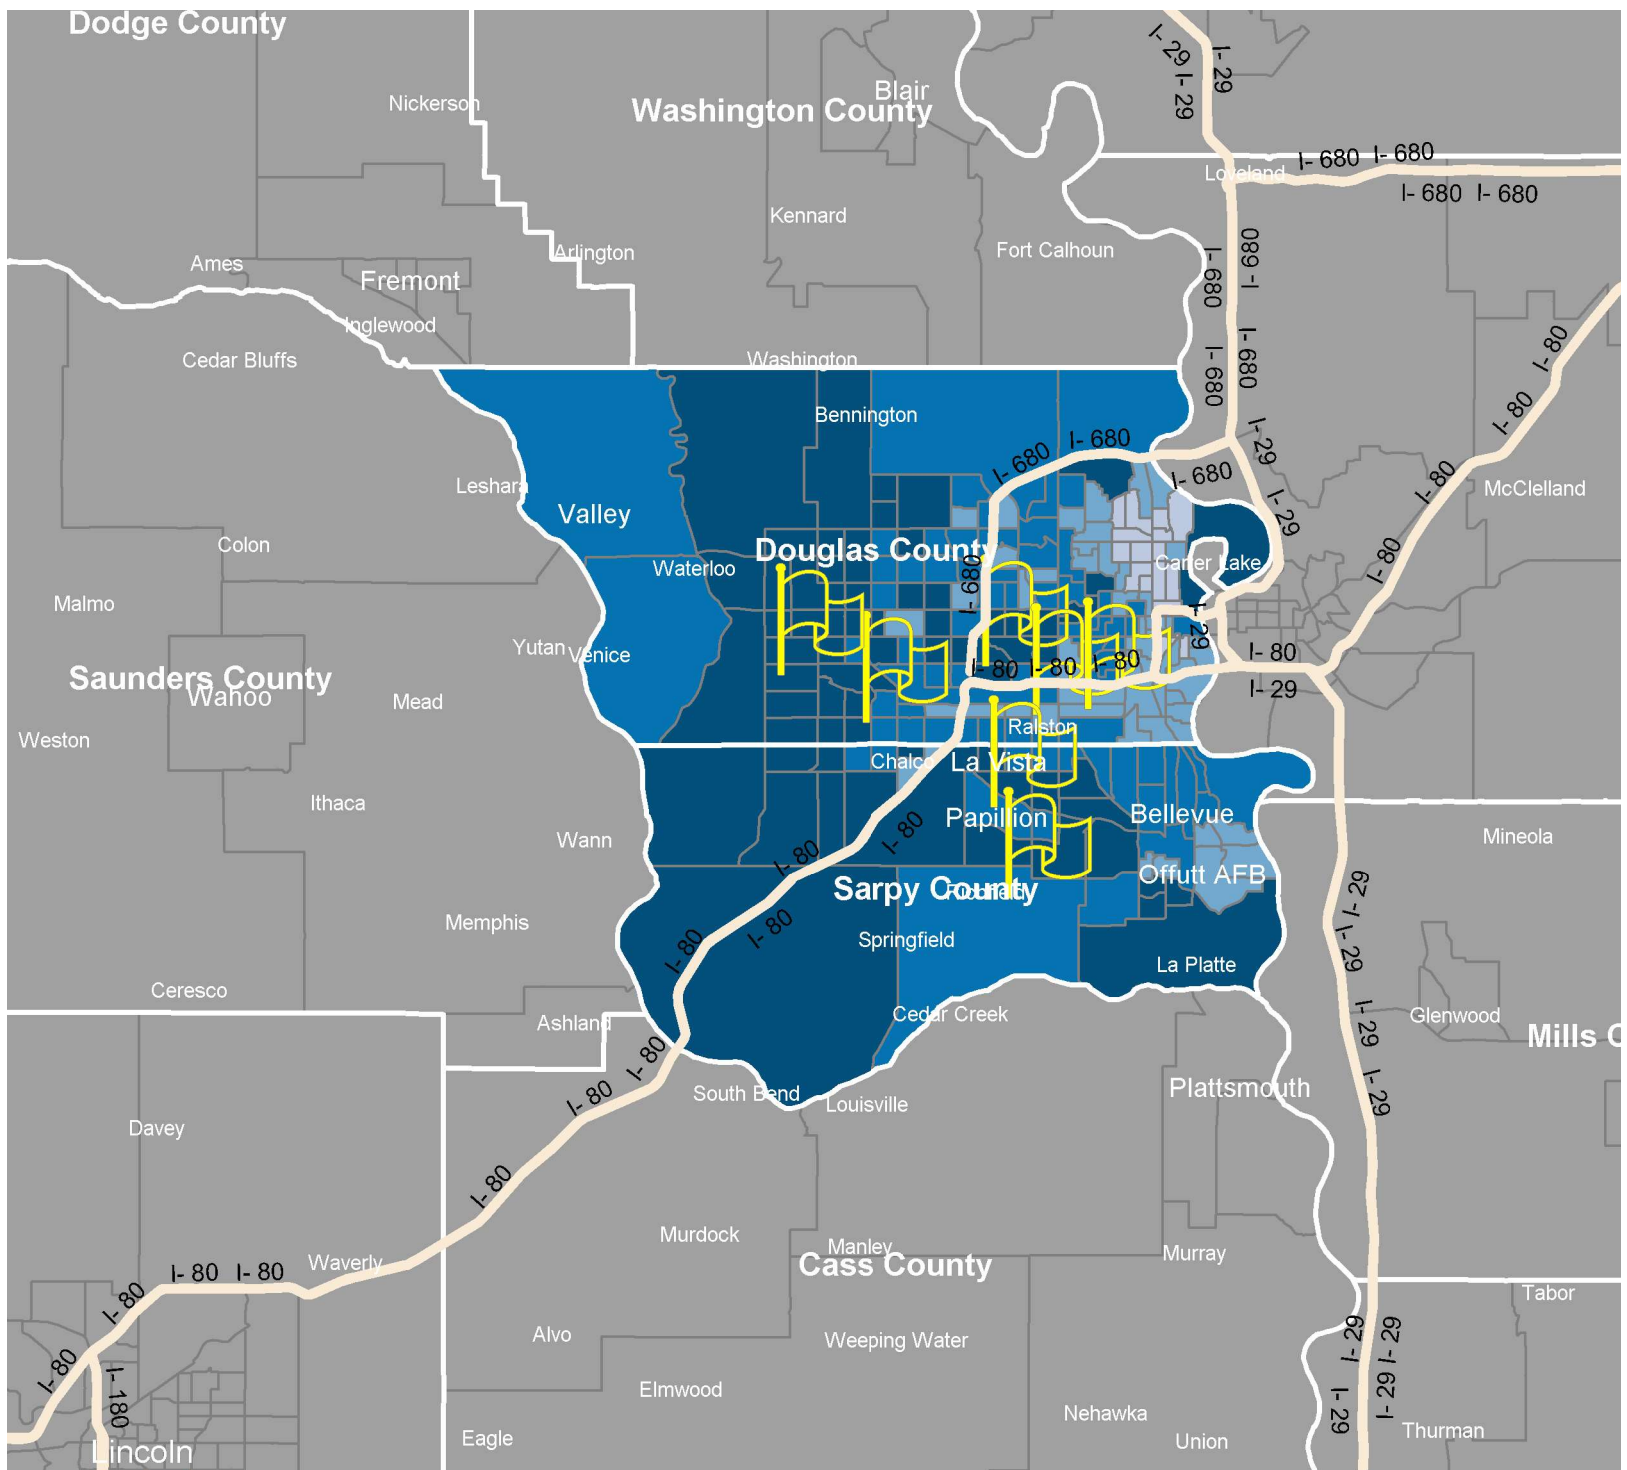 Dodge County
I- 29
I- 29
I- 29
Blair
Nickerson
Washington County
I- 680
I- 680
Loveland
I- 680
I- 680
Kennard
Fort Calhoun
Arlington
Ames
Fremont
I- 680
I- 680
Inglewood
Cedar Bluffs
Washington
I- 680
I- 680
I- 80
I- 80
Bennington
I- 680
I- 680
I- 29
I- 680
I- 80
Leshara
McClelland
Valley
I- 29
Colon
Douglas County
Waterloo
Carter Lake
I- 80
I- 680
Malmo
I- 29
Yutan
Venice
I- 80
I- 80
I- 80
I- 80
I- 29
Saunders County
Wahoo
Mead
Weston
Ralston
Chalco
La Vista
Ithaca
Papillion
Bellevue
Wann
I- 80
I- 80
Mineola
Offutt AFB
Sarpy County
I- 29
Memphis
I- 80
I- 80
Springfield
I- 29
La Platte
Ceresco
Ashland
Cedar Creek
I- 29
Glenwood
Mills C
I- 80
South Bend
Louisville
Plattsmouth
I- 29
I- 80
Davey
I- 80
Murdock
Manley
Murray
Cass County
Waverly
I- 80
I- 80
I- 80
Tabor
Alvo
Weeping Water
I- 29
I- 29
I- 80
I- 180
Elmwood
I- 29
I- 29
Nehawka
Eagle
Union
Thurman
Lincoln